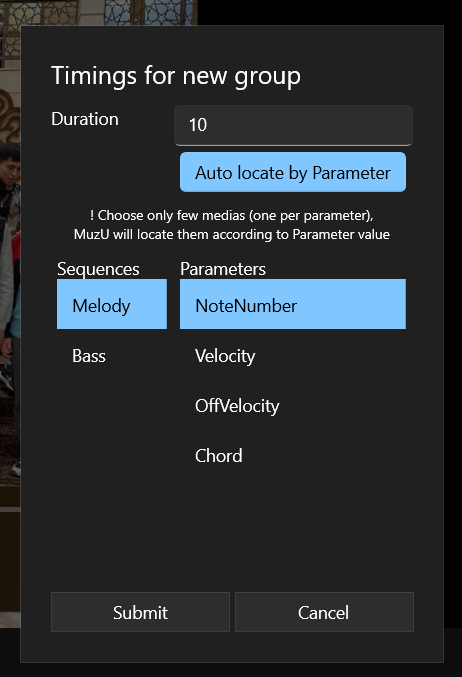 Timings for new group
Duration
10
Auto locate by Parameter
! Choose only few medias (one per parameter),
MuzU will locate them according to Parameter value
Sequences
Parameters
Melody
NoteNumber
Bass
Velocity
OffVelocity
Chord
Submit
Cancel